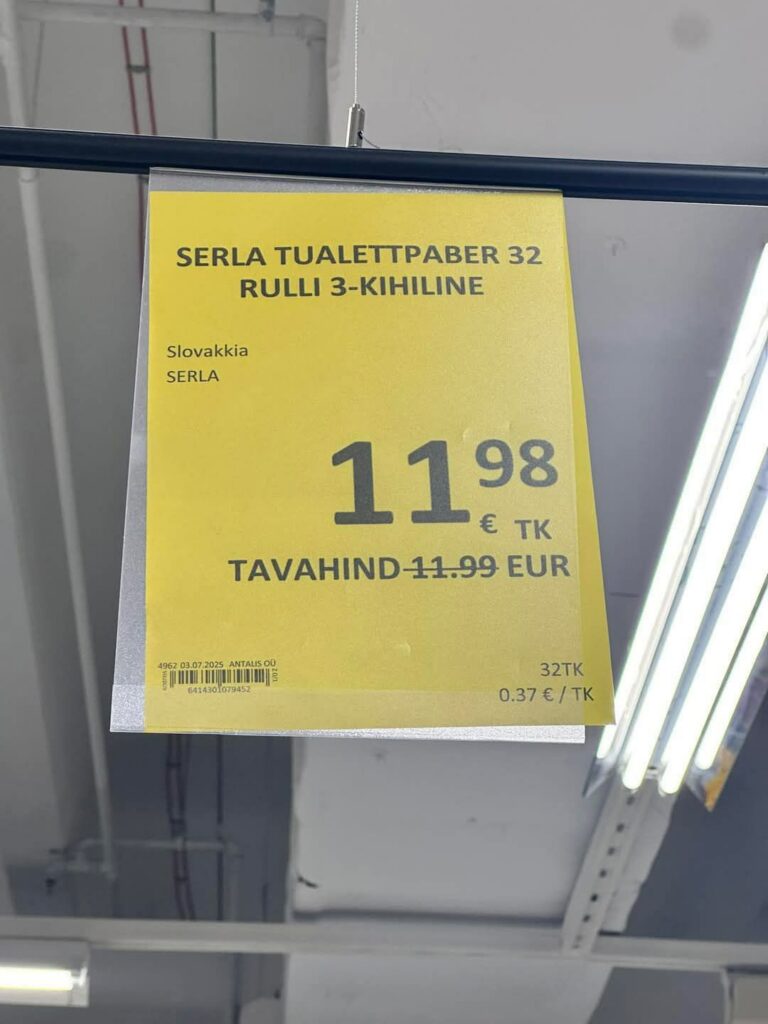 SERLA TUALETTPABER 32
RULLI 3-KIHILINE
Slovakkia
SERLA
11 98
€ TK
TAVAHIND 11.99 EUR
4962 03.07.2025 ANTALIS OÜ
6414301079452
32TK
0.37 € / TK